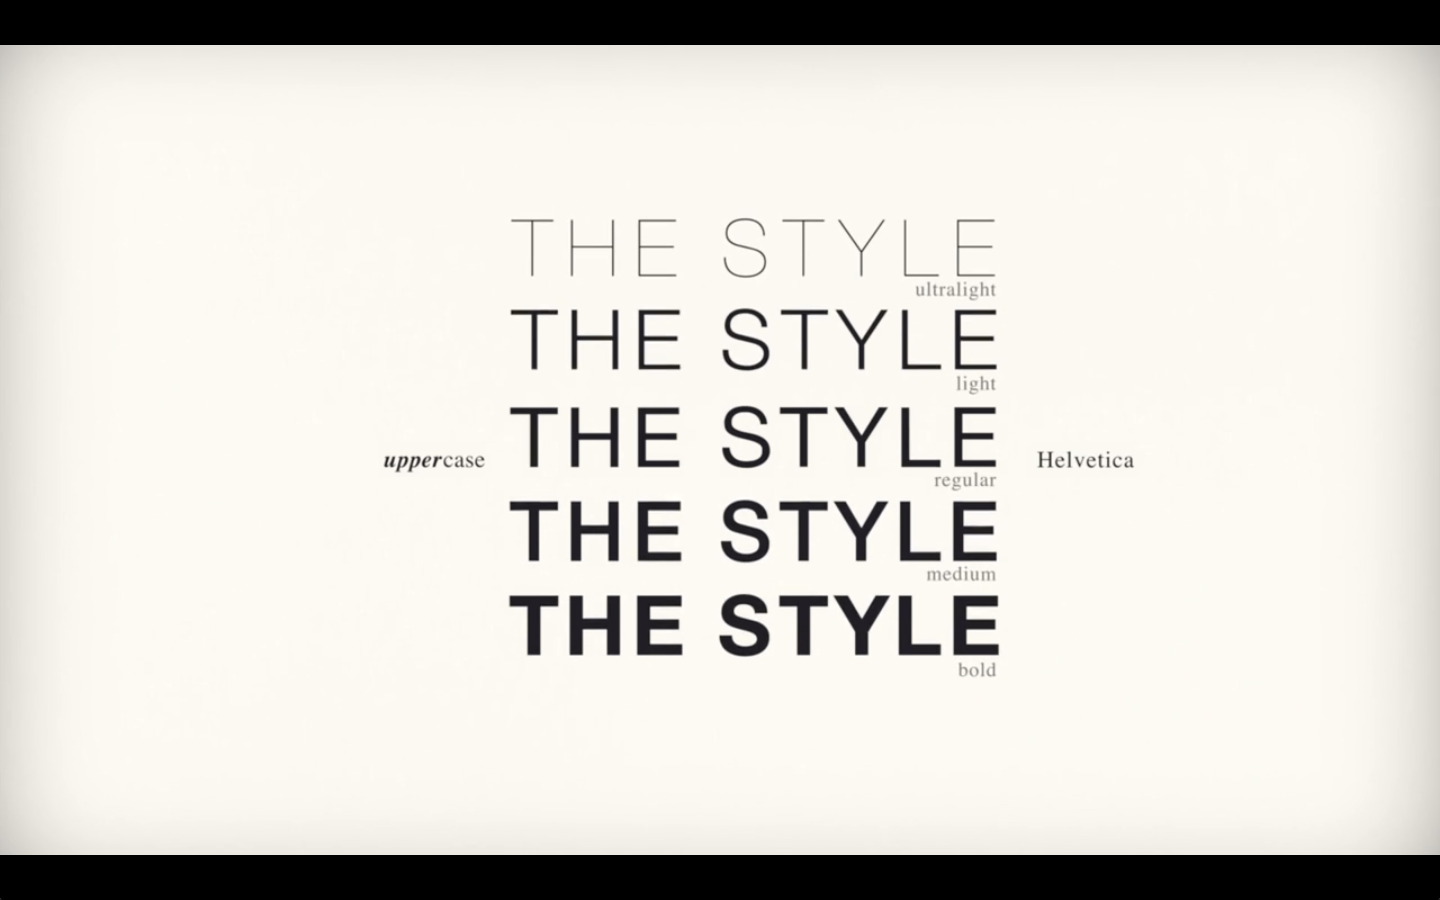 THE STYLE
ultralight
THE STYLE
light
uppercase THE STYLE Helvetica
regular
THE STYLE
medium
THE STYLE
bold